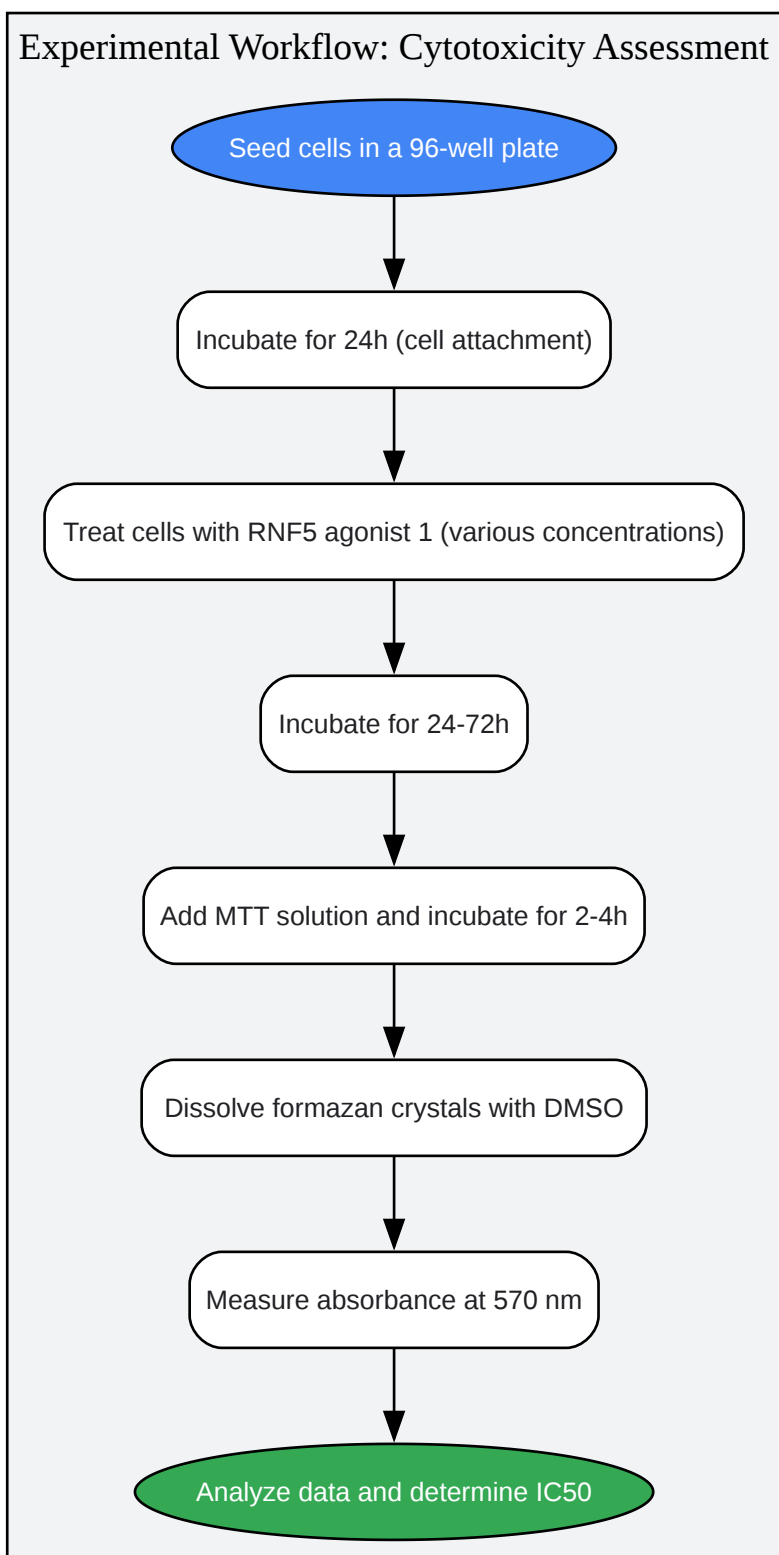 Experimental Workflow: Cytotoxicity Assessment
Seed cells in a 96-well plate
Incubate for 24h (cell attachment)
Treat cells with RNF5 agonist 1 (various concentrations)
Incubate for 24-72h
Add MTT solution and incubate for 2-4h
Dissolve formazan crystals with DMSO
Measure absorbance at 570 nm
Analyze data and determine IC50